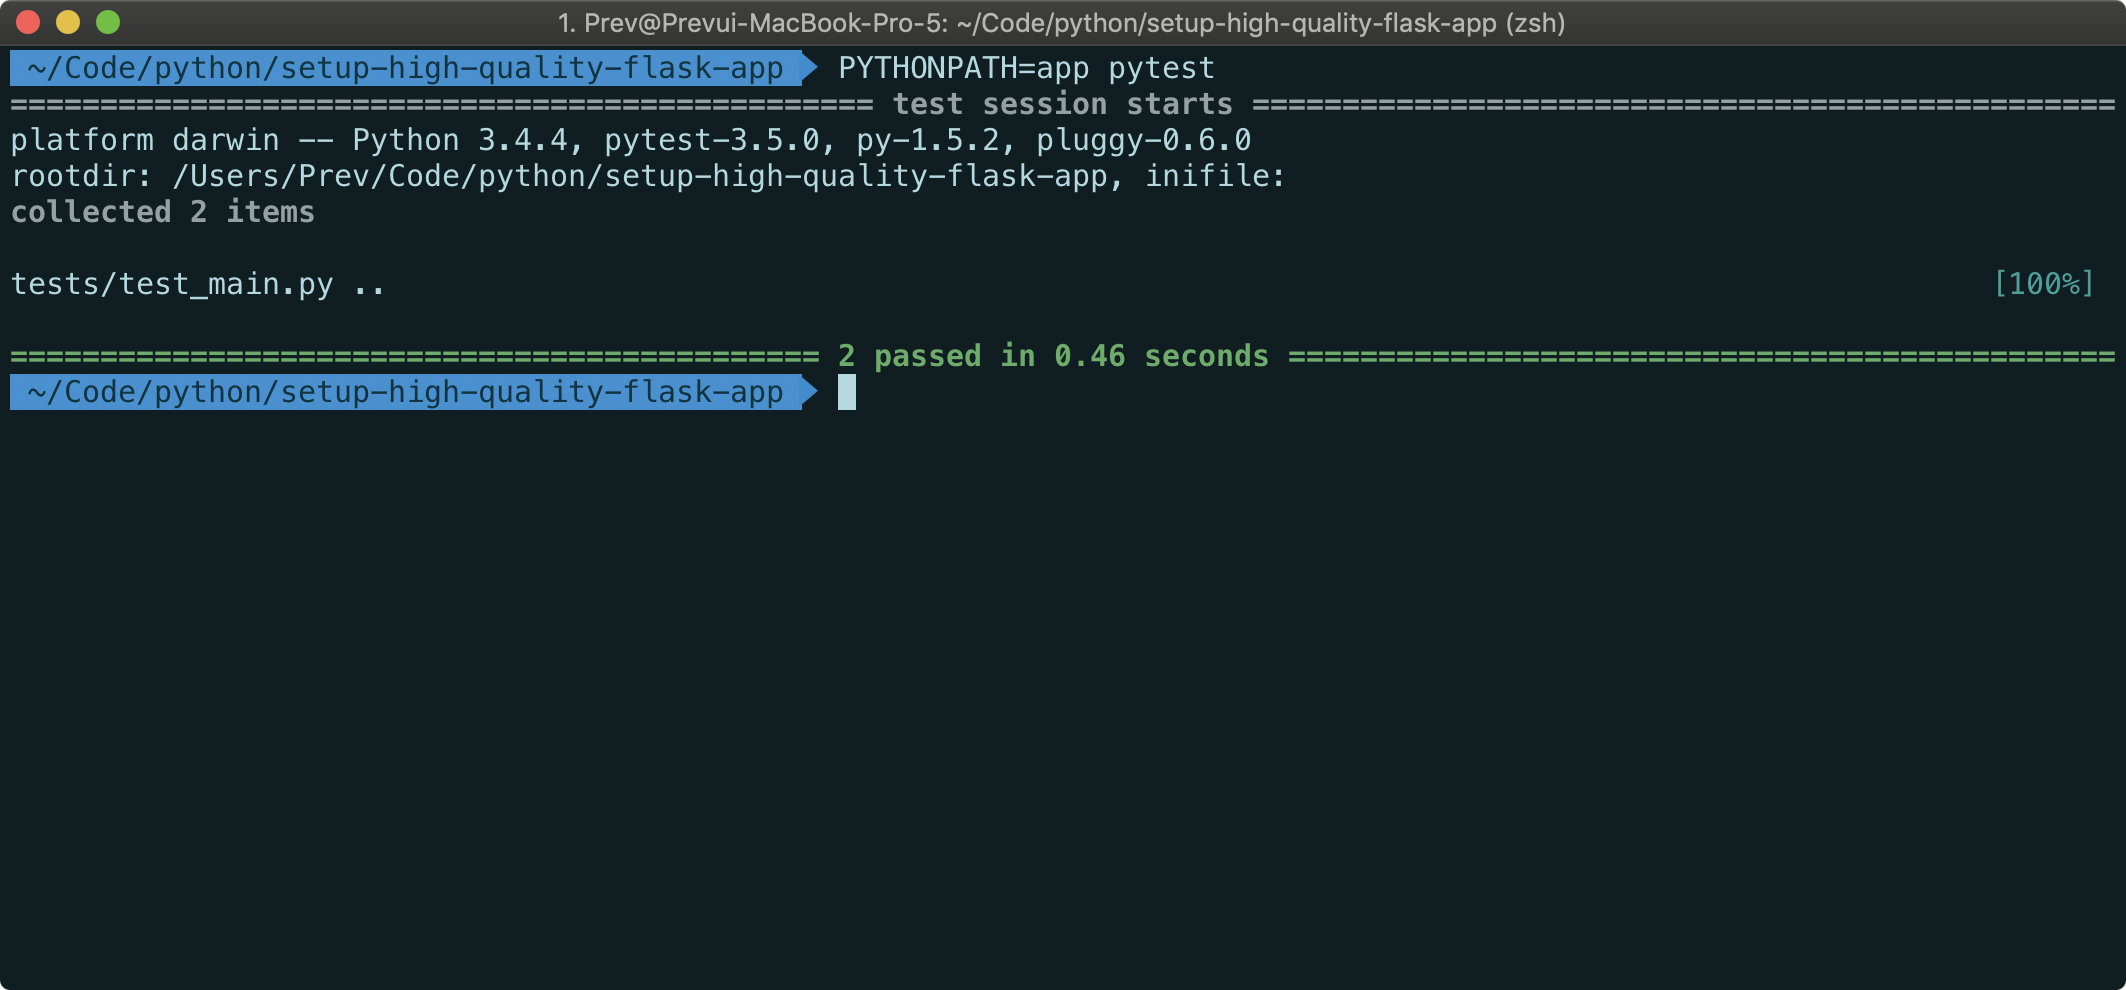 1. Prev@Prevui-MacBook-Pro-5: ~/Code/python/setup-high-quality-flask-app (zsh)
~/Code/python/setup-high-quality-flask-app PYTHONPATH=app pytest
================================================ test session starts ================================================
platform darwin -- Python 3.4.4, pytest-3.5.0, py-1.5.2, pluggy-0.6.0
rootdir: /Users/Prev/Code/python/setup-high-quality-flask-app, inifile:
collected 2 items
tests/test_main.py .. [100%]
============================================= 2 passed in 0.46 seconds ==============================================
~/Code/python/setup-high-quality-flask-app